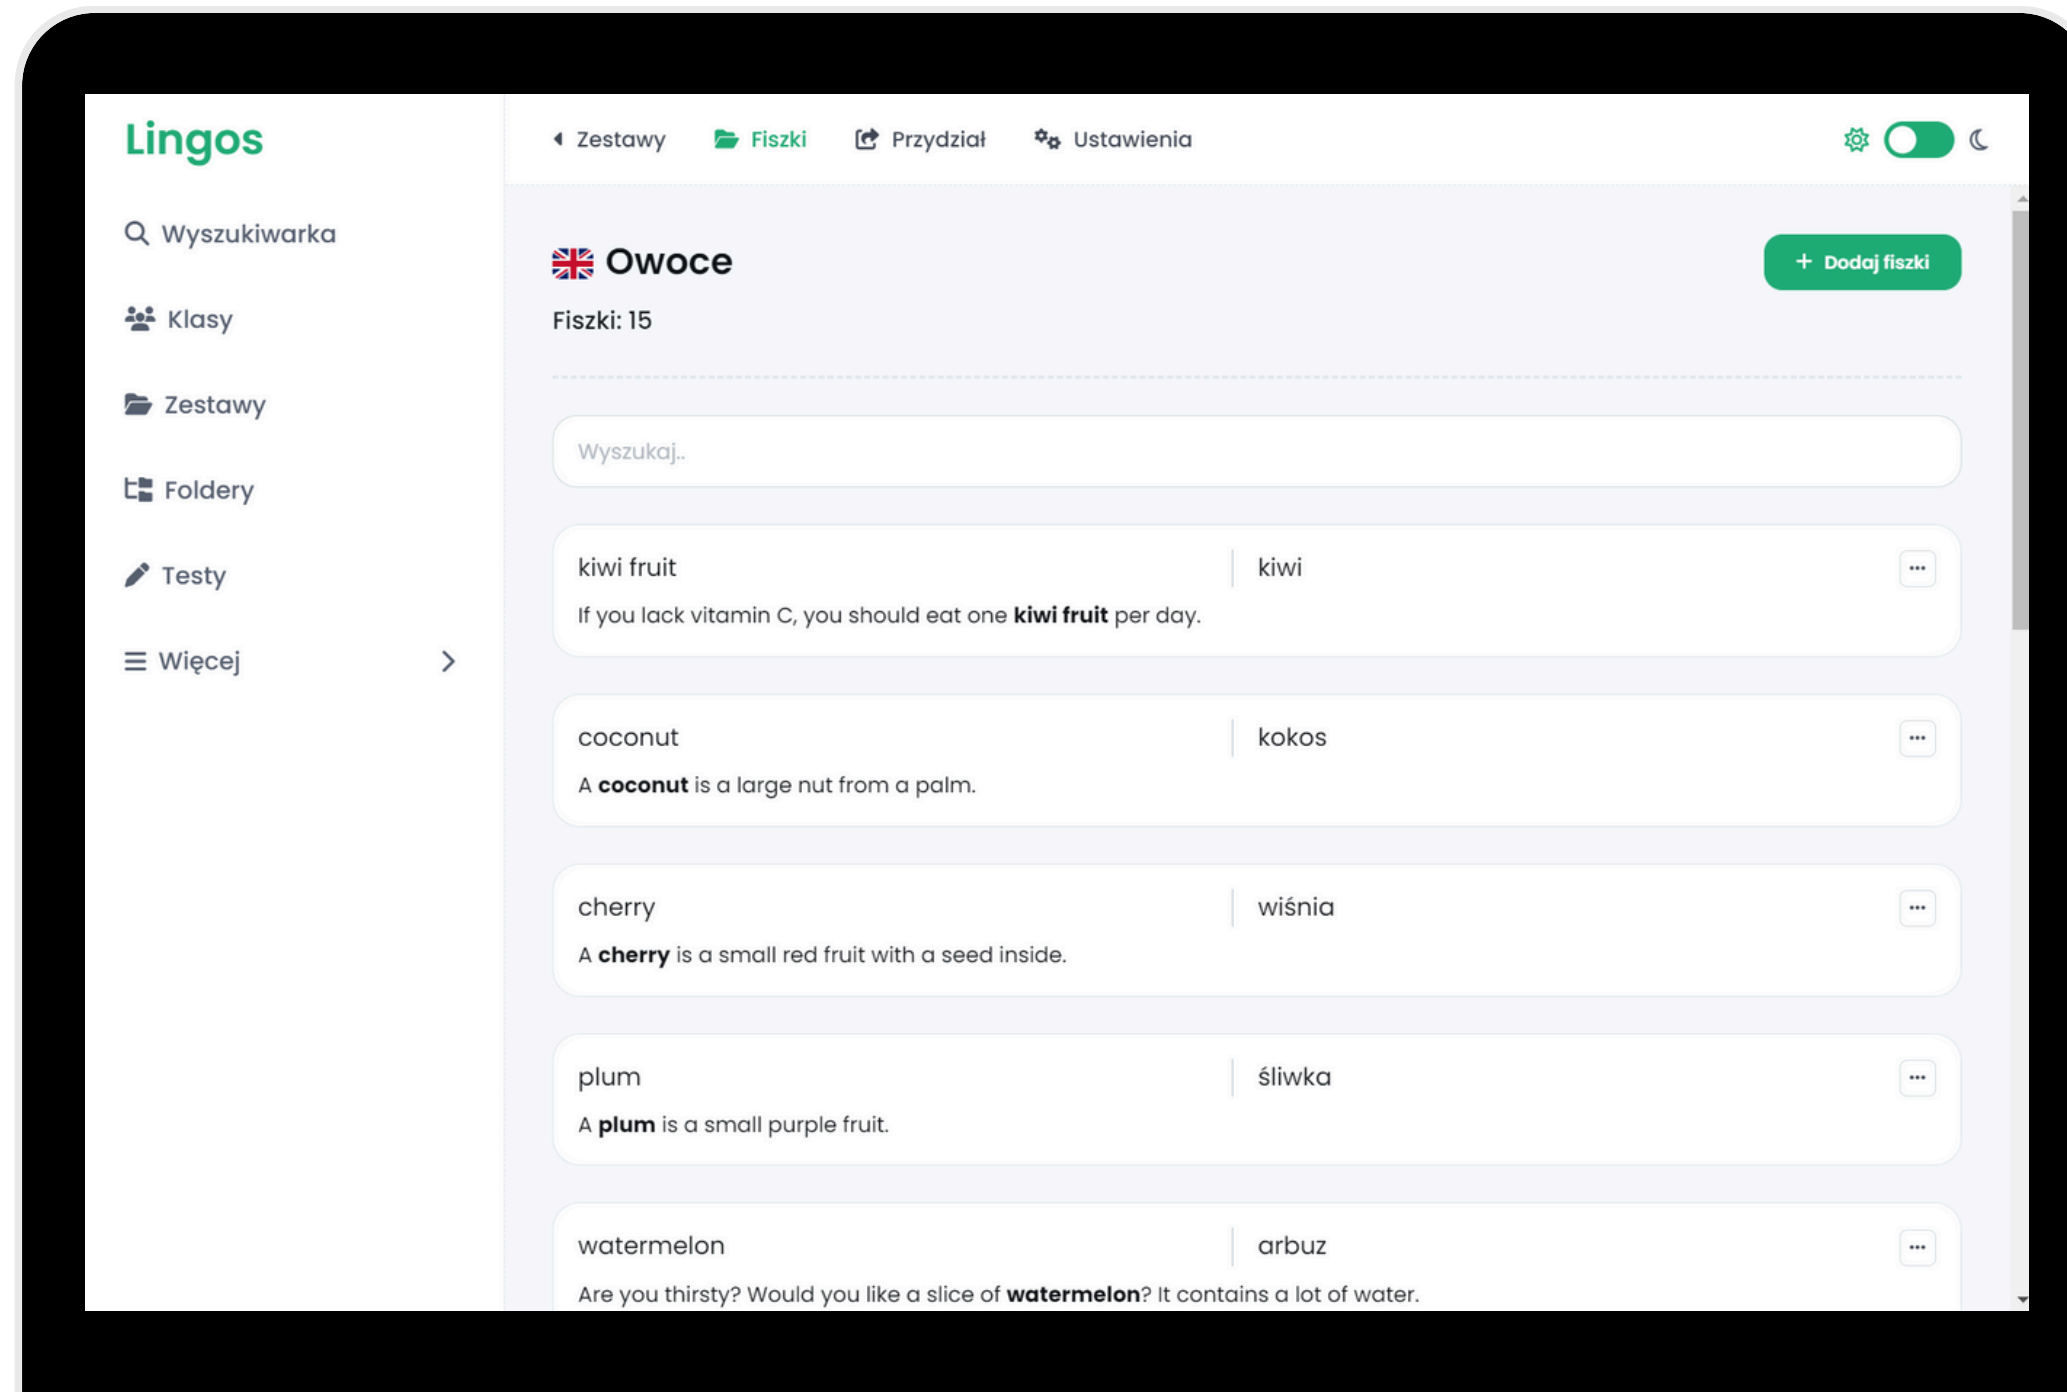 Lingos
Wyszukiwarka
Klasy
Zestawy
Foldery
Testy
Więcej
Zestawy Fiszki Przydział Ustawienia
Owoce
+ Dodaj fiszki
Fiszki: 15
Wyszukaj..
kiwi fruit kiwi
If you lack vitamin C, you should eat one kiwi fruit per day.
coconut kokos
A coconut is a large nut from a palm.
cherry wiśnia
A cherry is a small red fruit with a seed inside.
plum śliwka
A plum is a small purple fruit.
watermelon arbuz
Are you thirsty? Would you like a slice of watermelon? It contains a lot of water.